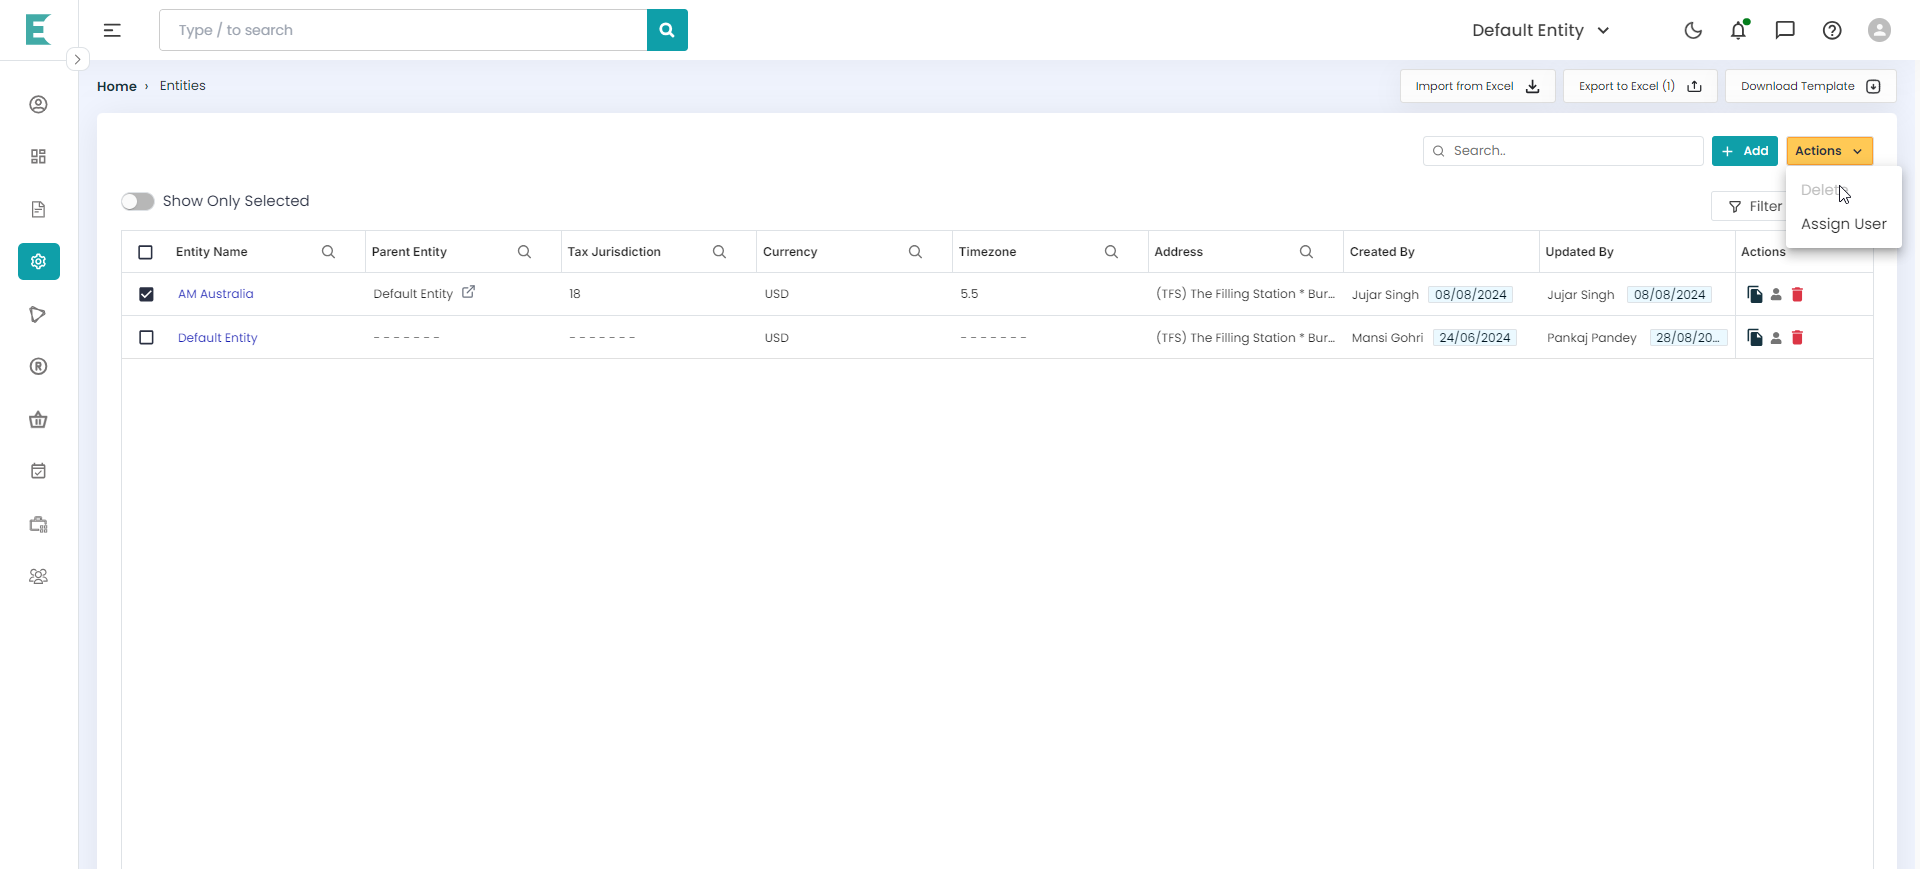 Type / to search
Default Entity
Home › Entities
Import from Excel
Export to Excel (1)
Download Template
Search..
+ Add
Actions
Delet
Assign User
Show Only Selected
Filter
Entity Name Parent Entity Tax Jurisdiction Currency Timezone Address Created By Updated By Actions
AM Australia Default Entity 18 USD 5.5 (TFS) The Filling Station * Bur... Jujar Singh 08/08/2024 Jujar Singh 08/08/2024
Default Entity - - - - - - - - - - - - - - USD - - - - - - - (TFS) The Filling Station * Bur... Mansi Gohri 24/06/2024 Pankaj Pandey 28/08/20...